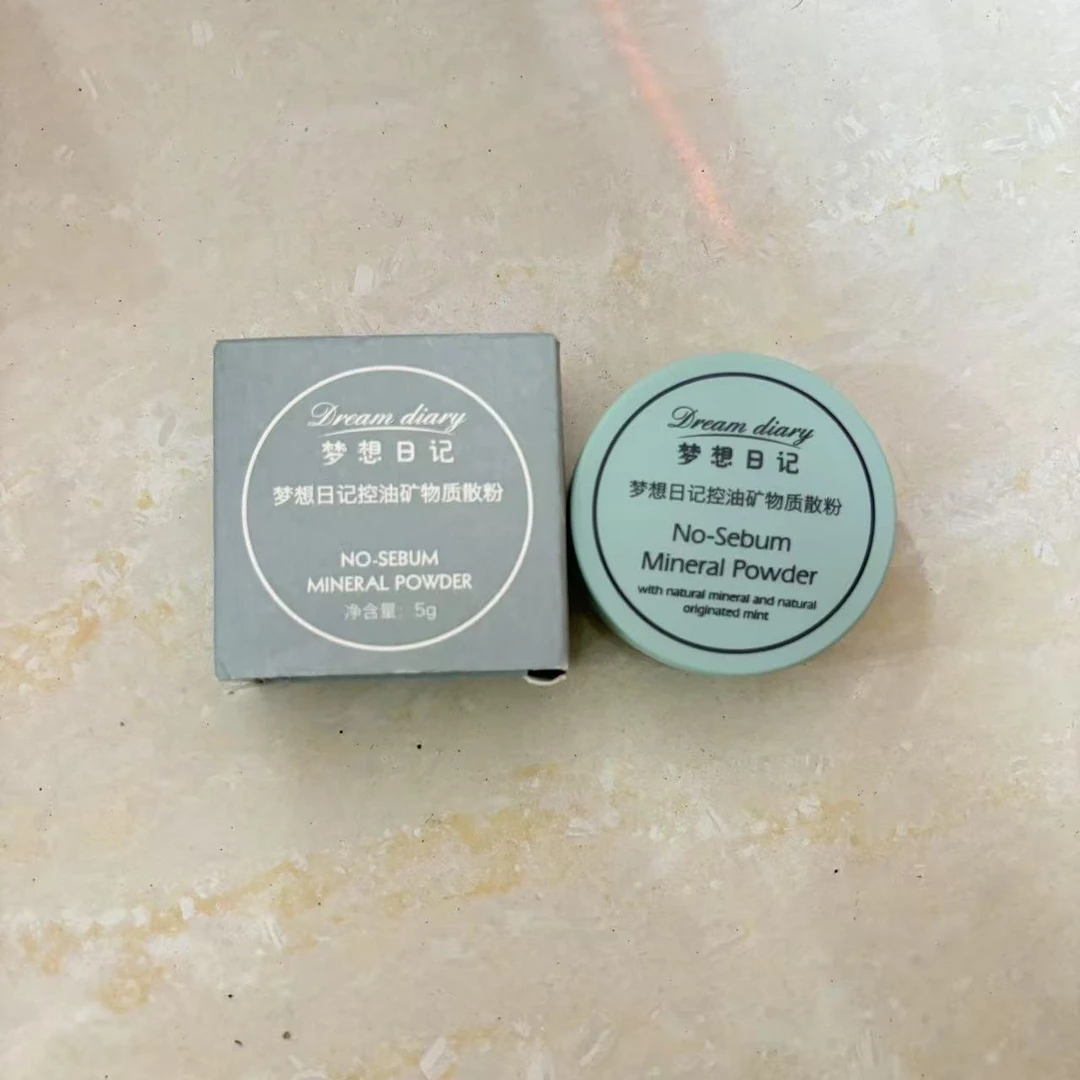 Dream diary
梦想日记
梦想日记控油矿物质散粉
NO-SEBUM
MINERAL POWDER
净含量: 5g
Dream diary
梦想日记
梦想日记控油矿物质散粉
No-Sebum
Mineral Powder
with natural mineral and natural
originated mint